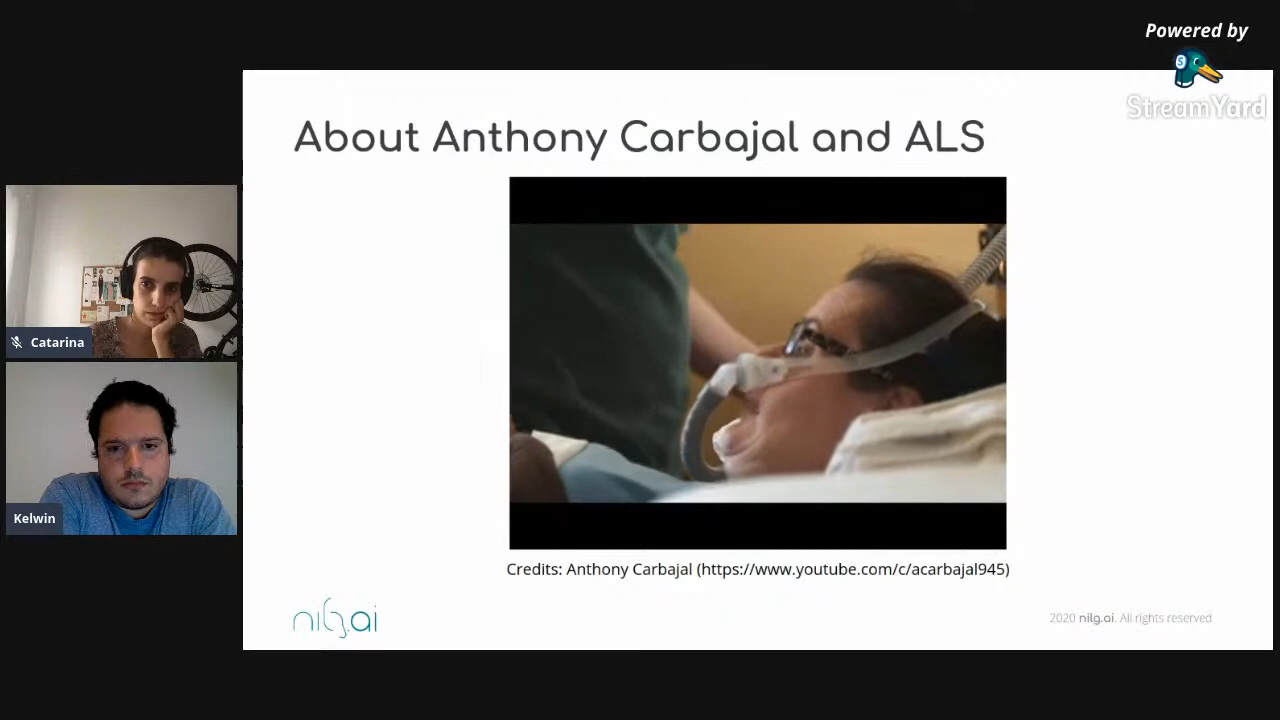 Powered by
StreamYard
About Anthony Carbajal and ALS
Catarina
Kelwin
Credits: Anthony Carbajal (https://www.youtube.com/c/acarbajal945)
nilg.ai
2020 nilg.ai. All rights reserved